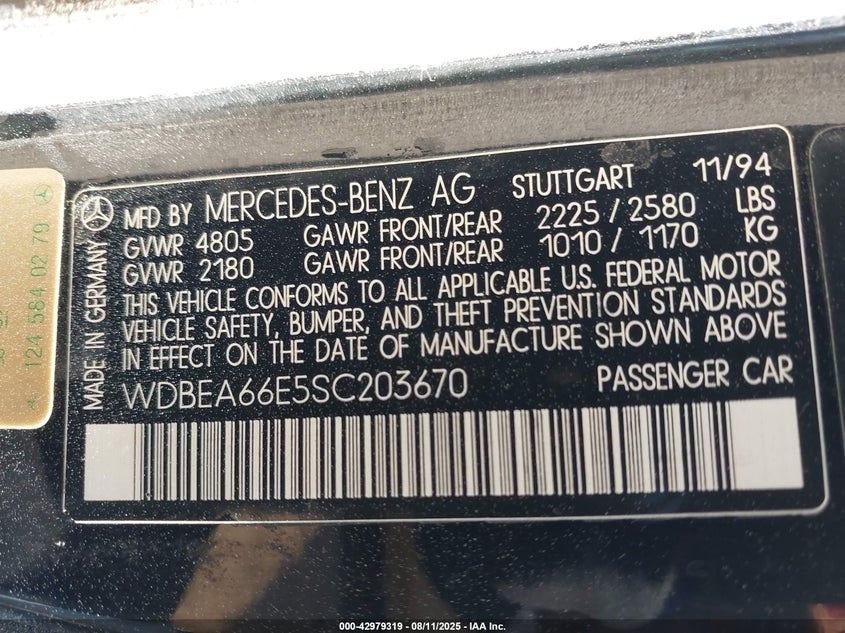 MFD BY MERCEDES-BENZ AG STUTTGART 11/94
GVWR 4805 GAWR FRONT/REAR 2225 / 2580 LBS
GVWR 2180 GAWR FRONT/REAR 1010 / 1170 KG
THIS VEHICLE CONFORMS TO ALL APPLICABLE U.S. FEDERAL MOTOR
VEHICLE SAFETY, BUMPER, AND THEFT PREVENTION STANDARDS
IN EFFECT ON THE DATE OF MANUFACTURE SHOWN ABOVE
WDBEA66E5SC203670 PASSENGER CAR
MADE IN GERMANY
124 584 02 79
000-42979319 - 08/11/2025 - IAA Inc.